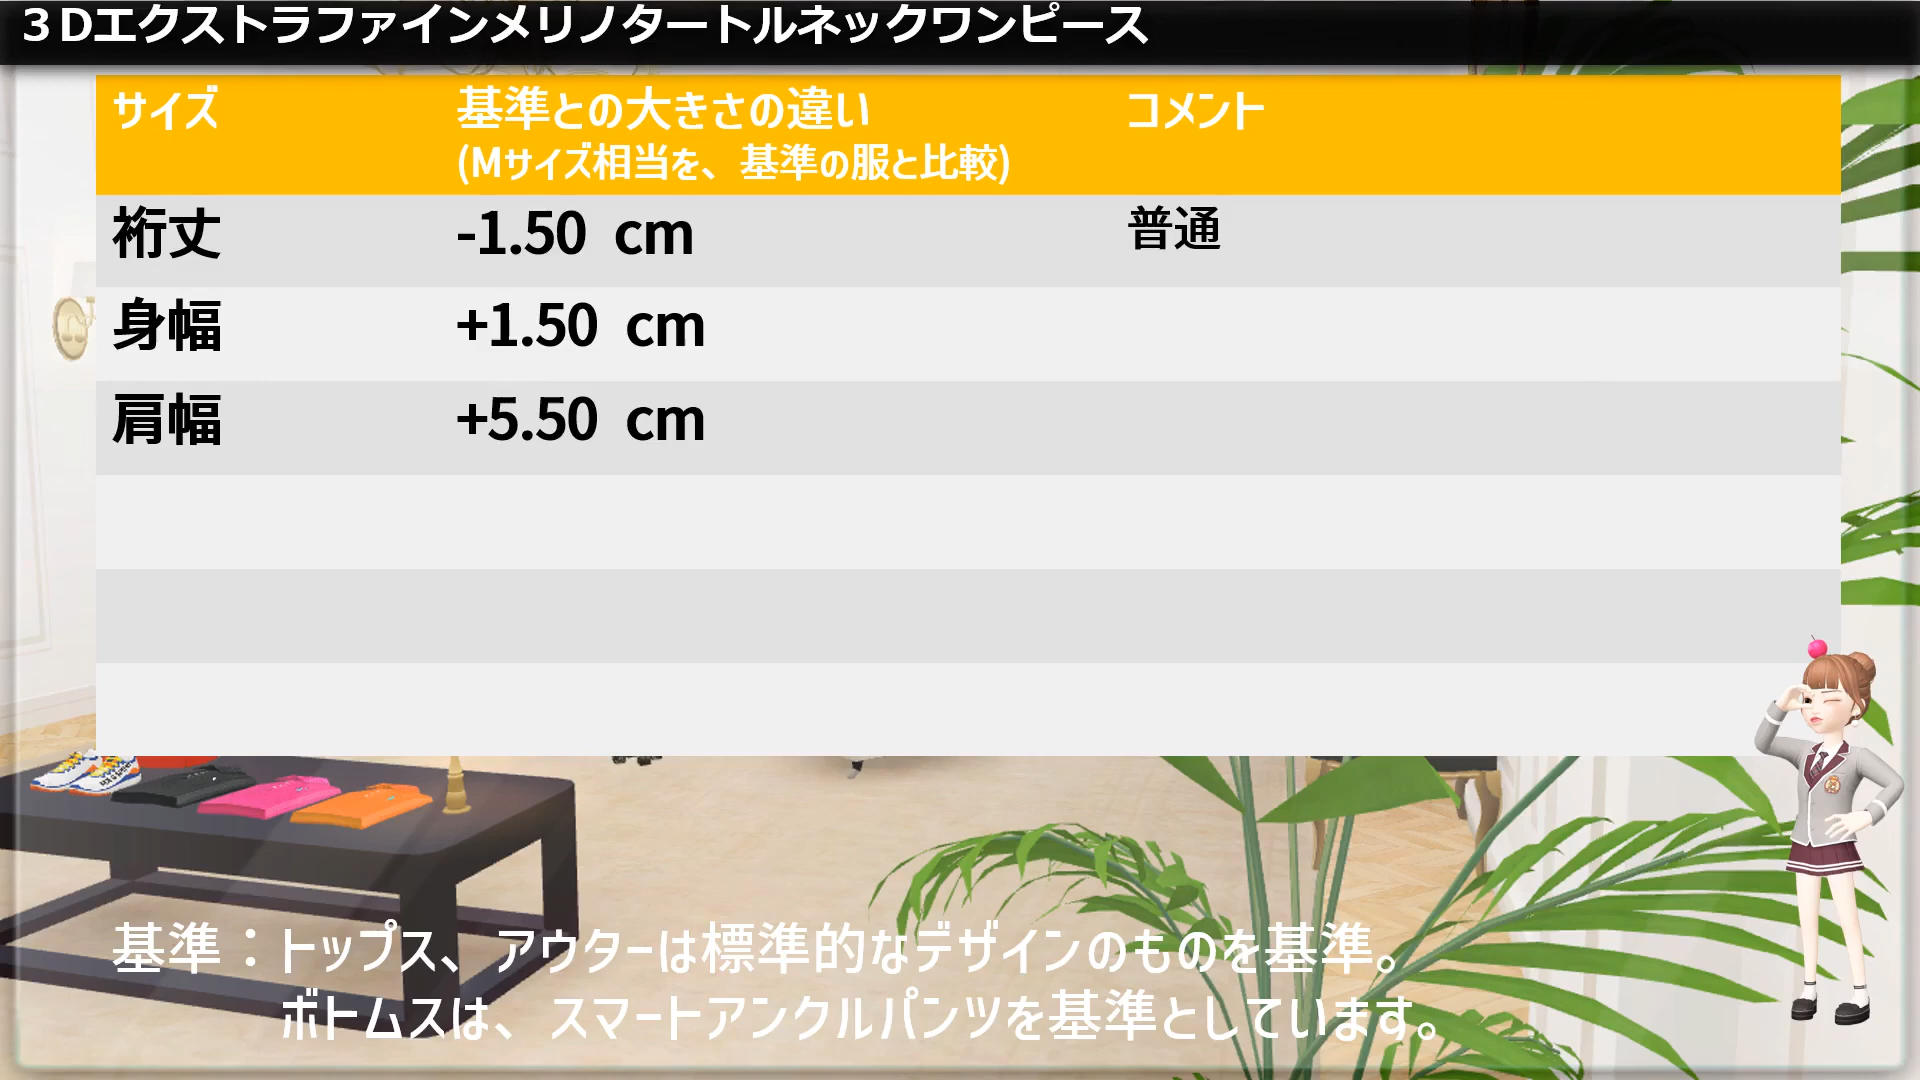 ３Dエクストラファインメリノタートルネックワンピース
サイズ 基準との大きさの違い コメント
(Mサイズ相当を、基準の服と比較)
裄丈 -1.50 cm 普通
身幅 +1.50 cm
肩幅 +5.50 cm
基準：トップス、アウターは標準的なデザインのものを基準。
ボトムスは、スマートアンクルパンツを基準としています。